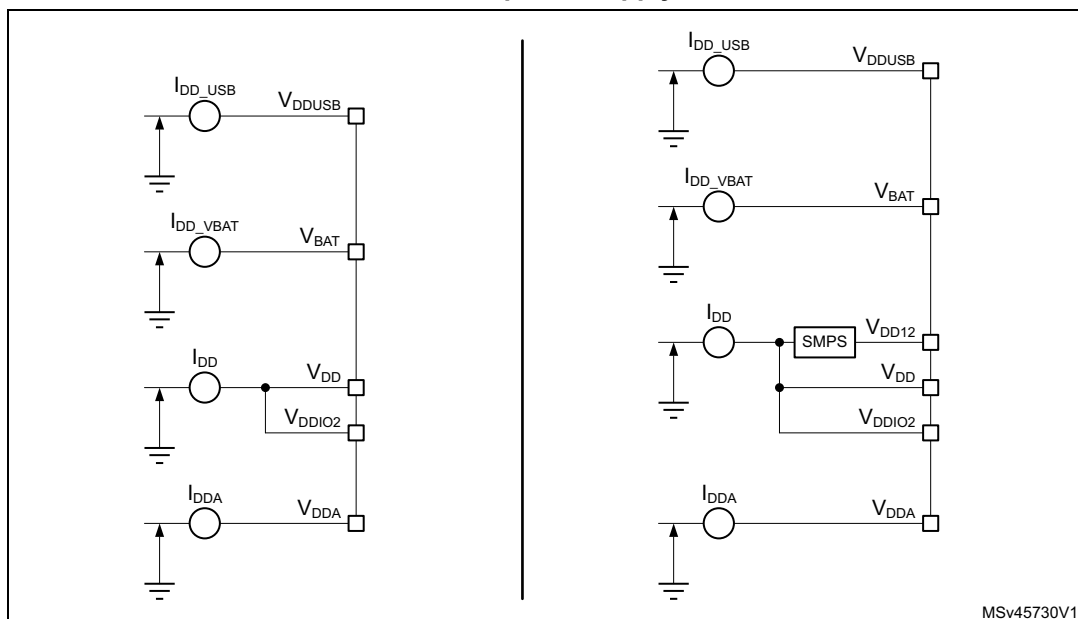 I_DD_USB
V_DDUSB
I_DD_VBAT
V_BAT
I_DD
V_DD
V_DDIO2
I_DDA
V_DDA
I_DD_USB
V_DDUSB
I_DD_VBAT
V_BAT
I_DD
SMPS
V_DD12
V_DD
V_DDIO2
I_DDA
V_DDA
MSv45730V1